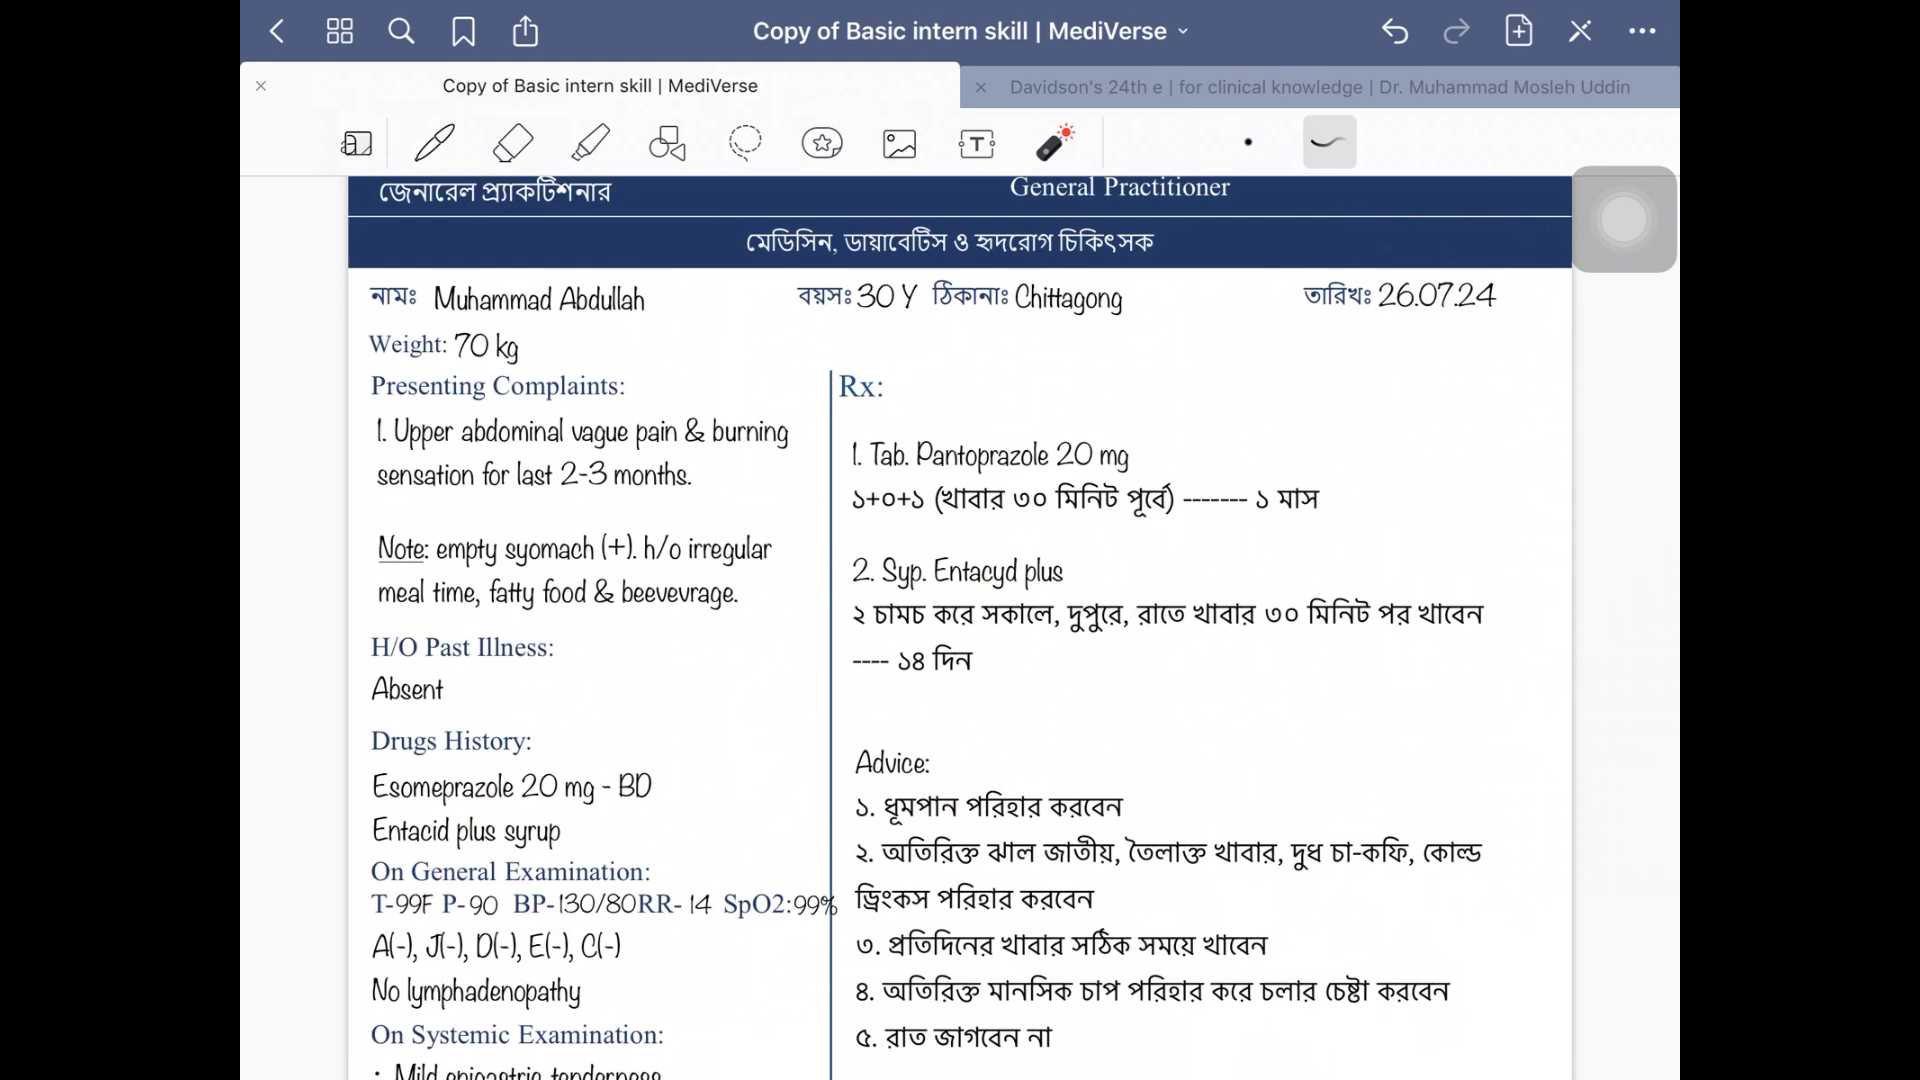 Copy of Basic intern skill | MediVerse
Copy of Basic intern skill | MediVerse
Davidson's 24th e | for clinical knowledge | Dr. Muhammad Mosleh Uddin
জেনারেল প্র্যাকটিশনার
General Practitioner
মেডিসিন, ডায়াবেটিস ও হৃদরোগ চিকিৎসক
নামঃ Muhammad Abdullah বয়সঃ 30 Y ঠিকানাঃ Chittagong তারিখঃ 26.07.24
Weight: 70 kg
Presenting Complaints:
1. Upper abdominal vague pain & burning
sensation for last 2-3 months.
Note: empty syomach (+). h/o irregular
meal time, fatty food & beevevrage.
H/O Past Illness:
Absent
Drugs History:
Esomeprazole 20 mg - BD
Entacid plus syrup
On General Examination:
T-99F P-90 BP-130/80 RR-14 SpO2:99%
A(-), J(-), D(-), E(-), C(-)
No lymphadenopathy
On Systemic Examination:
: Mild epigastric tenderness
Rx:
1. Tab. Pantoprazole 20 mg
১+০+১ (খাবার ৩০ মিনিট পূর্বে) ------- ১ মাস
2. Syp. Entacyd plus
২ চামচ করে সকালে, দুপুরে, রাতে খাবার ৩০ মিনিট পর খাবেন
---- ১৪ দিন
Advice:
১. ধূমপান পরিহার করবেন
২. অতিরিক্ত ঝাল জাতীয়, তৈলাক্ত খাবার, দুধ চা-কফি, কোল্ড
ড্রিংকস পরিহার করবেন
৩. প্রতিদিনের খাবার সঠিক সময়ে খাবেন
৪. অতিরিক্ত মানসিক চাপ পরিহার করে চলার চেষ্টা করবেন
৫. রাত জাগবেন না